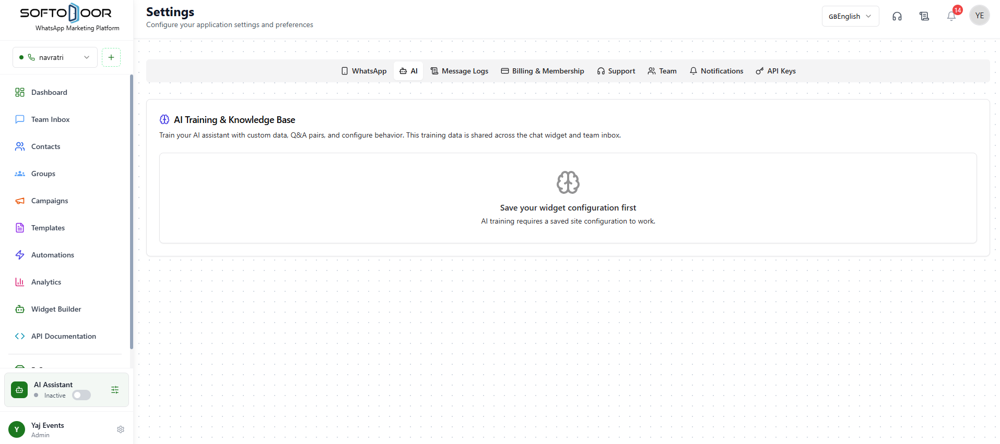 SOFTODOOR
WhatsApp Marketing Platform
Settings
Configure your application settings and preferences
GBEnglish
14
YE
navratri
WhatsApp
AI
Message Logs
Billing & Membership
Support
Team
Notifications
API Keys
Dashboard
Team Inbox
Contacts
Groups
Campaigns
Templates
Automations
Analytics
Widget Builder
API Documentation
AI Training & Knowledge Base
Train your AI assistant with custom data, Q&A pairs, and configure behavior. This training data is shared across the chat widget and team inbox.
Save your widget configuration first
AI training requires a saved site configuration to work.
AI Assistant
Inactive
Y
Yaj Events
Admin